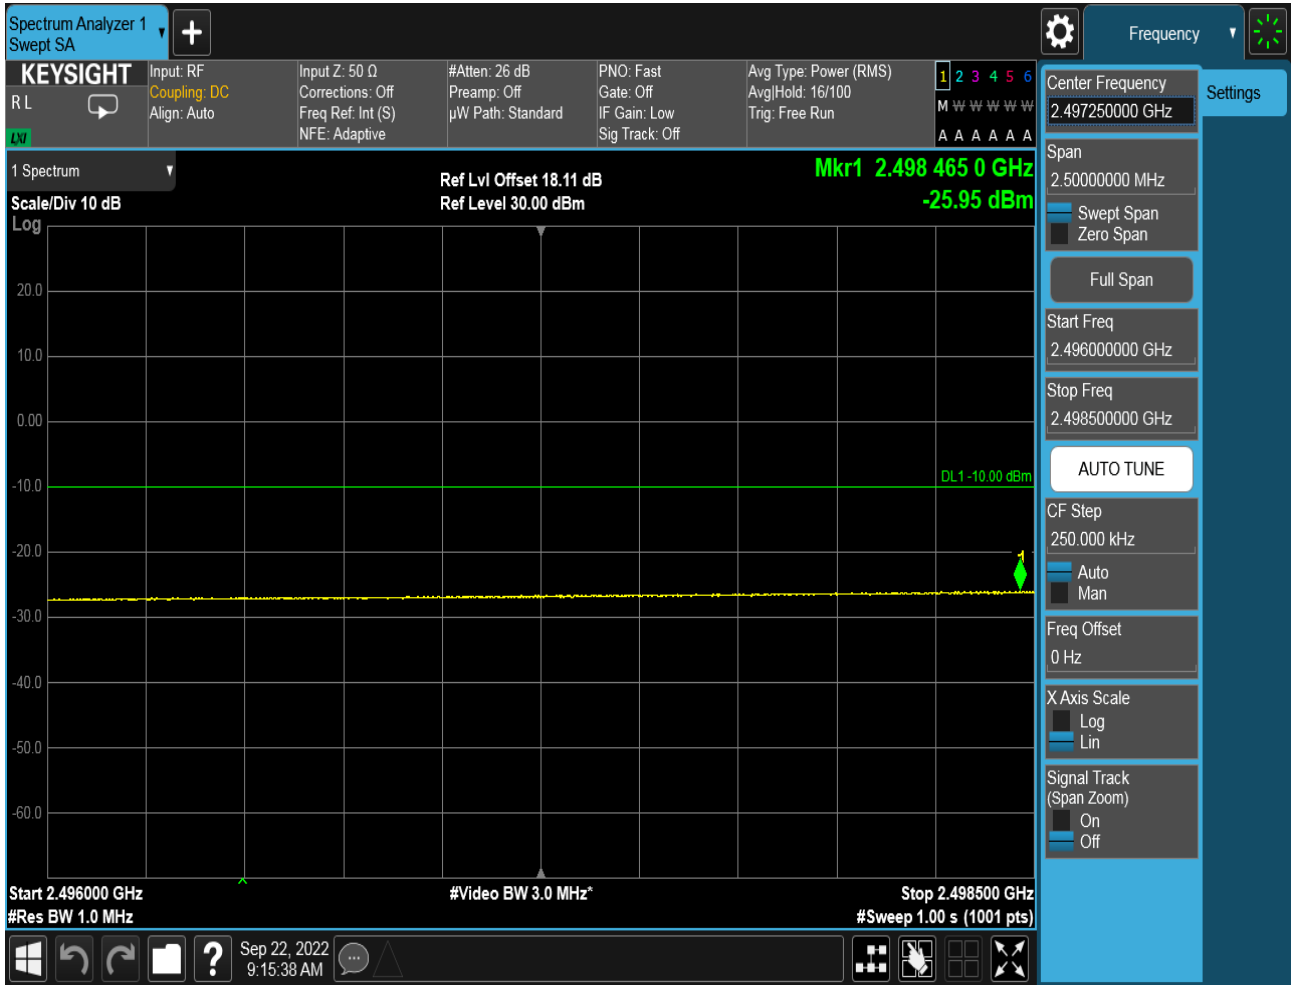 Spectrum Analyzer 1
Swept SA
Frequency
KEYSIGHT
R L
LXI
Input: RF
Coupling: DC
Align: Auto
Input Z: 50 Ω
Corrections: Off
Freq Ref: Int (S)
NFE: Adaptive
#Atten: 26 dB
Preamp: Off
µW Path: Standard
PNO: Fast
Gate: Off
IF Gain: Low
Sig Track: Off
Avg Type: Power (RMS)
Avg|Hold: 16/100
Trig: Free Run
1 2 3 4 5 6
M W W W W W
A A A A A A
1 Spectrum
Scale/Div 10 dB
Log
Ref Lvl Offset 18.11 dB
Ref Level 30.00 dBm
Mkr1 2.498 465 0 GHz
-25.95 dBm
20.0
10.0
0.00
-10.0
-20.0
-30.0
-40.0
-50.0
-60.0
DL1 -10.00 dBm
1
Start 2.496000 GHz
#Res BW 1.0 MHz
#Video BW 3.0 MHz*
Stop 2.498500 GHz
#Sweep 1.00 s (1001 pts)
Center Frequency
2.497250000 GHz
Span
2.50000000 MHz
Swept Span
Zero Span
Full Span
Start Freq
2.496000000 GHz
Stop Freq
2.498500000 GHz
AUTO TUNE
CF Step
250.000 kHz
Auto
Man
Freq Offset
0 Hz
X Axis Scale
Log
Lin
Signal Track
(Span Zoom)
On
Off
Settings
?
Sep 22, 2022
9:15:38 AM